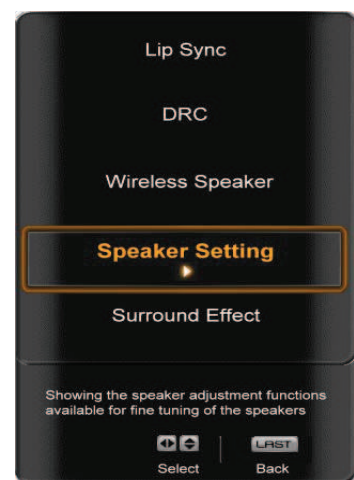 Lip Sync
DRC
Wireless Speaker
Speaker Setting
Surround Effect
Showing the speaker adjustment functions
available for fine tuning of the speakers
LAST
Select Back